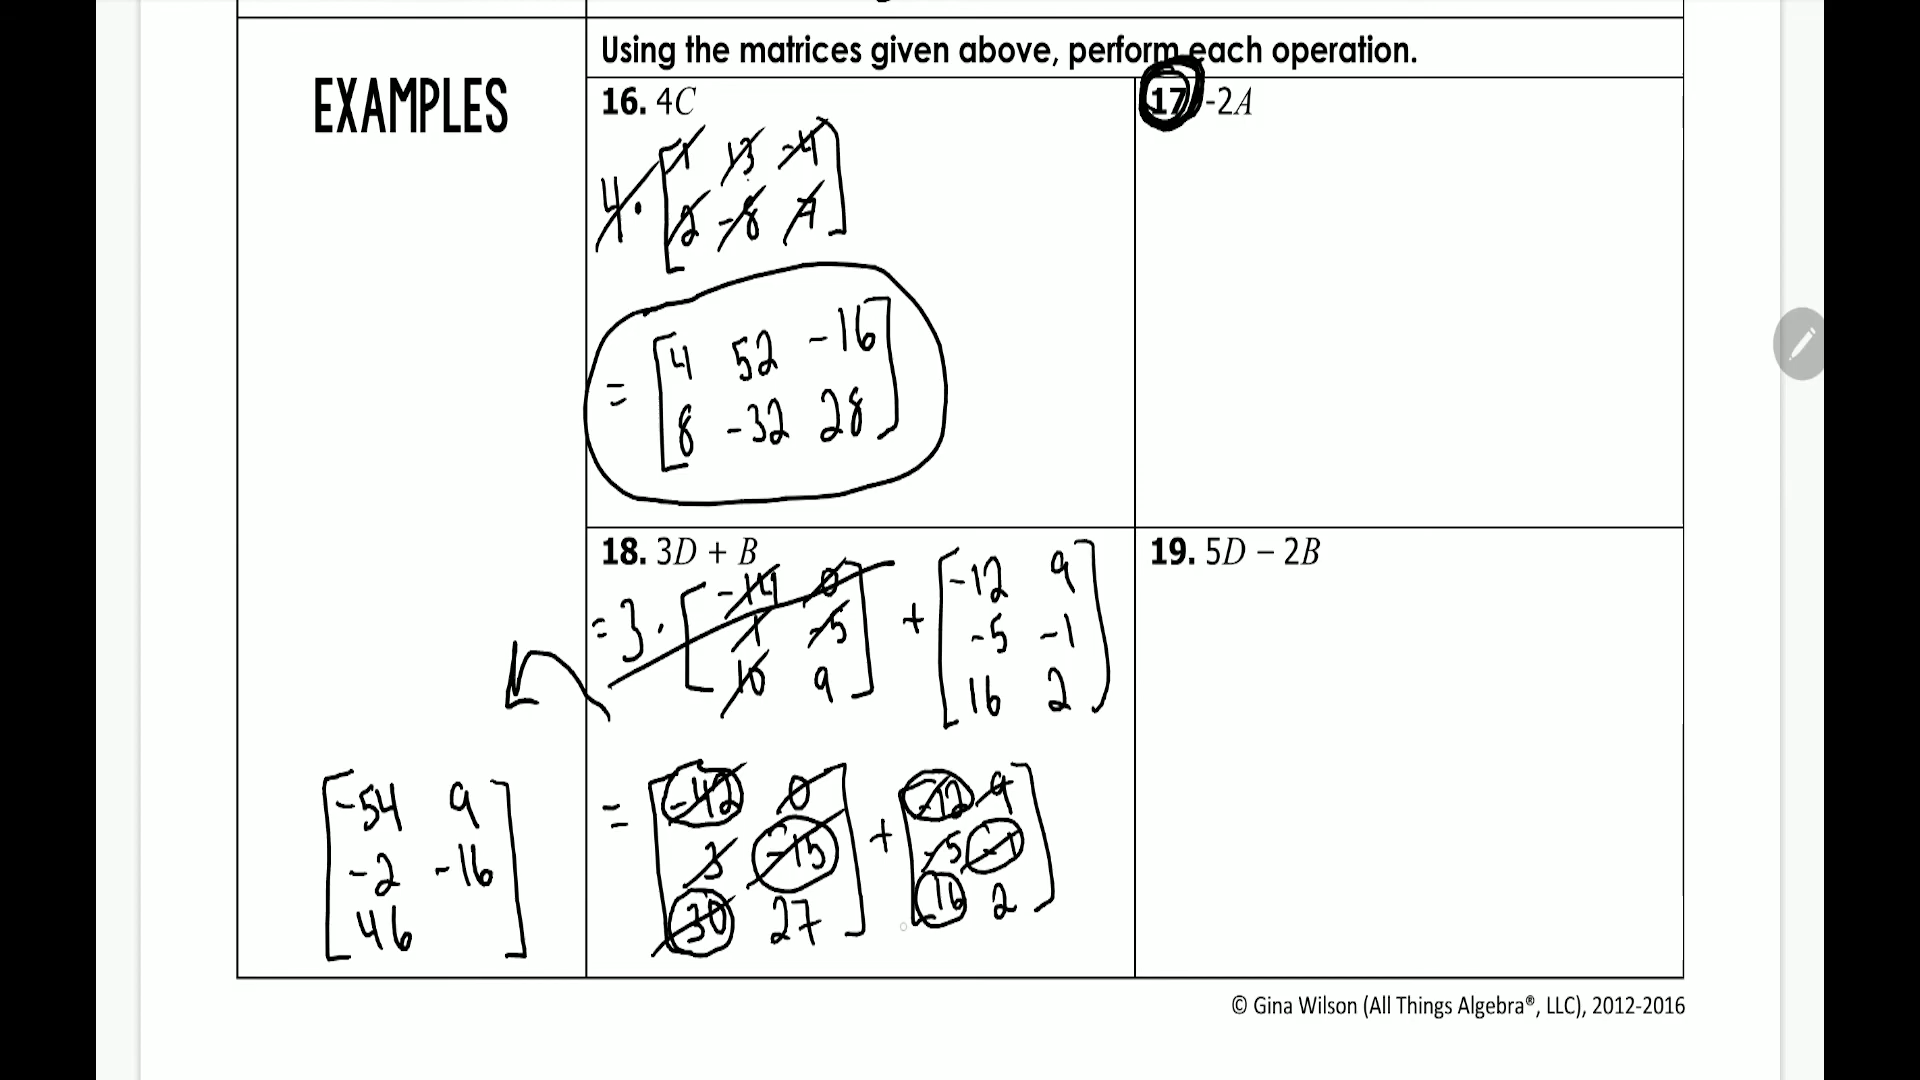 Using the matrices given above, perform each operation.
EXAMPLES
16. 4C
4 · [1 13 -4
2 -8 7]
= [4 52 -16
8 -32 28]
17. -2A
18. 3D + B
= 3 · [-14 0
1 -5
10 9] + [-12 9
-5 -1
16 2]
= [-42 0
3 -15
30 27] + [-12 9
-5 -1
16 2]
[-54 9
-2 -16
46 ]
19. 5D – 2B
© Gina Wilson (All Things Algebra®, LLC), 2012-2016